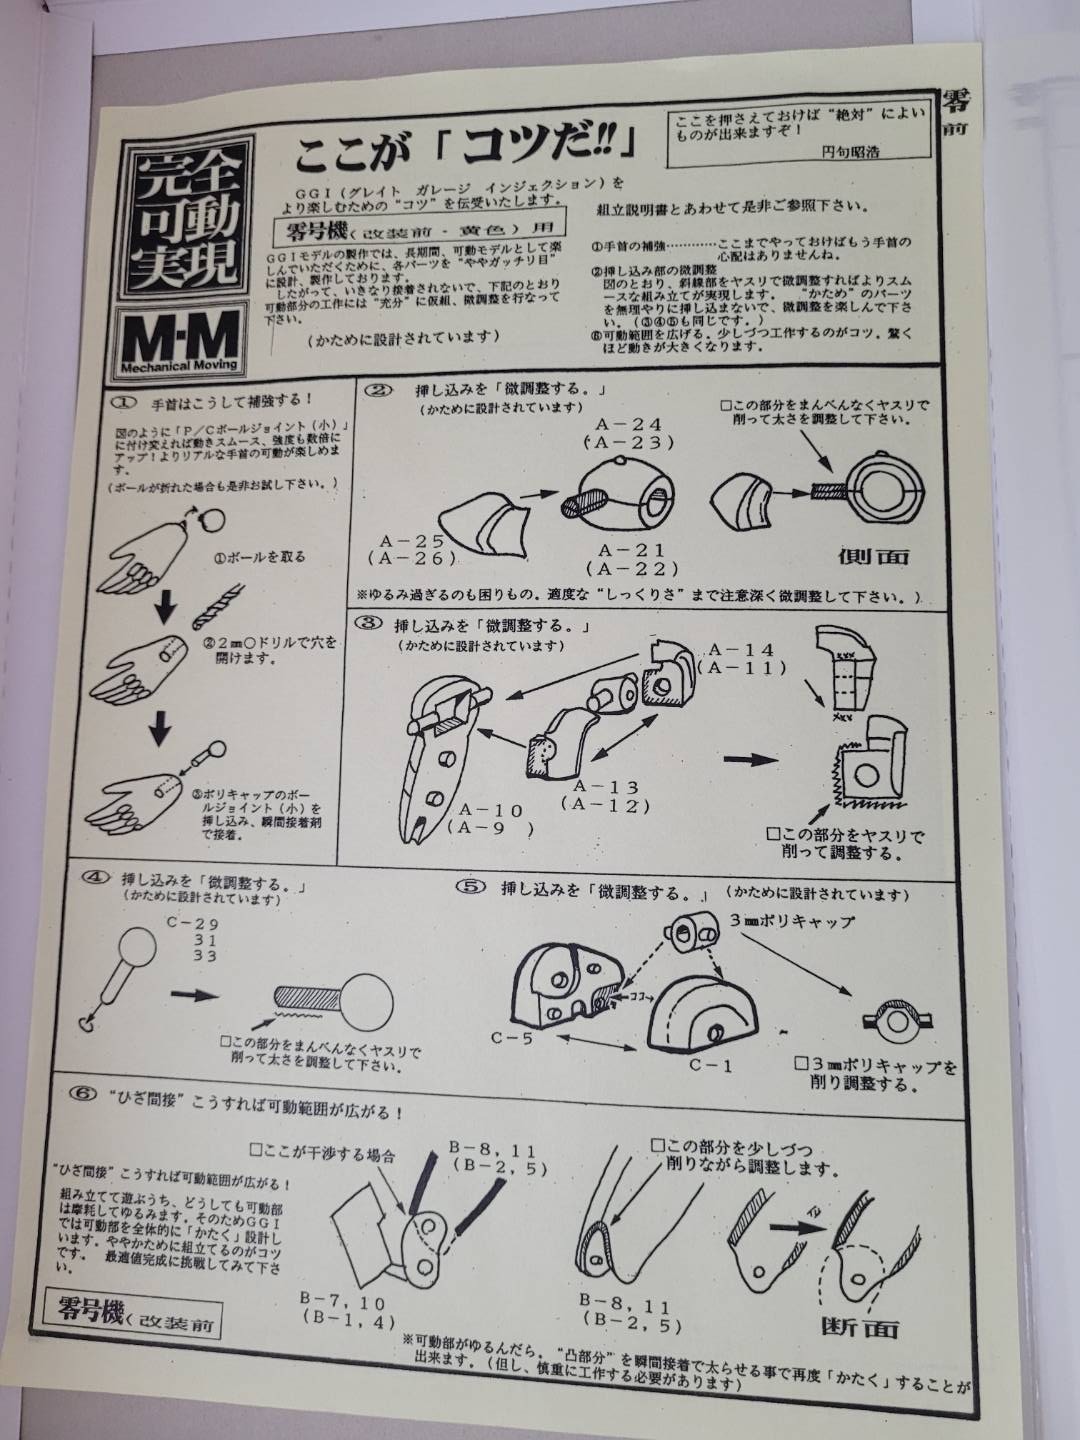 零
前
完全
可動
実現
M・M
Mechanical Moving
ここが「コツだ!!」
ここを押さえておけば“絶対”によい
ものが出来ますぞ！
円句昭浩
GGI（グレイト ガレージ インジェクション）を
より楽しむための“コツ”を伝受いたします。
零号機（改装前・黄色）用
GGIモデルの製作では、長期間、可動モデルとして楽
しんでいただくために、各パーツを“ややガッチリ目”
に設計、製作しております。
したがって、いきなり接着されないで、下記のとおり
可動部分の工作には“充分”に仮組、微調整を行なって
下さい。
（かために設計されています）
組立説明書とあわせて是非ご参照下さい。
①手首の補強…………ここまでやっておけばもう手首の
心配はありませんね。
②挿し込み部の微調整
図のとおり、斜線部をヤスリで微調整すればよりスム
ースな組み立てが実現します。 “かため”のパーツ
を無理やりに挿し込まないで、微調整を楽しんで下さ
い。（③④⑤も同じです。）
⑥可動範囲を広げる。少しづつ工作するのがコツ。驚く
ほど動きが大きくなります。
① 手首はこうして補強する！
図のように「P／Cボールジョイント（小）」
に付け変えれば動きスムース、強度も数倍に
アップ！よりリアルな手首の可動が楽しめま
す。
（ボールが折れた場合も是非お試し下さい。）
①ボールを取る
②2㎜○ドリルで穴を
開けます。
③ポリキャップのボー
ルジョイント（小）を
挿し込み、瞬間接着剤
で接着。
② 挿し込みを「微調整する。」
（かために設計されています）
□この部分をまんべんなくヤスリで
削って太さを調整して下さい。
A－24
（A－23）
A－25
（A－26）
A－21
（A－22）
側面
※ゆるみ過ぎるのも困りもの。適度な“しっくりさ”まで注意深く微調整して下さい。）
③ 挿し込みを「微調整する。」
（かために設計されています）
A－14
（A－11）
A－13
（A－12）
A－10
（A－9 ）
□この部分をヤスリで
削って調整する。
④ 挿し込みを「微調整する。」
（かために設計されています）
C－29
31
33
□この部分をまんべんなくヤスリで
削って太さを調整して下さい。
⑤ 挿し込みを「微調整する。」（かために設計されています）
3㎜ポリキャップ
ココ
C－5
C－1
□3㎜ポリキャップを
削り調整する。
⑥ “ひざ間接”こうすれば可動範囲が広がる！
“ひざ間接”こうすれば可動範囲が広がる！
組み立てて遊ぶうち、どうしても可動部
は摩耗してゆるみます。そのためGGI
では可動部を全体的に「かたく」設計し
います。ややかために組立てるのがコツ
です。 最適値完成に挑戦してみて下さ
い。
□ここが干渉する場合
B－8，11
（B－2，5）
B－7，10
（B－1，4）
□この部分を少しづつ
削りながら調整します。
B－8，11
（B－2，5）
断面
零号機（改装前
※可動部がゆるんだら。“凸部分”を瞬間接着で太らせる事で再度「かたく」することが
出来ます。（但し、慎重に工作する必要があります）